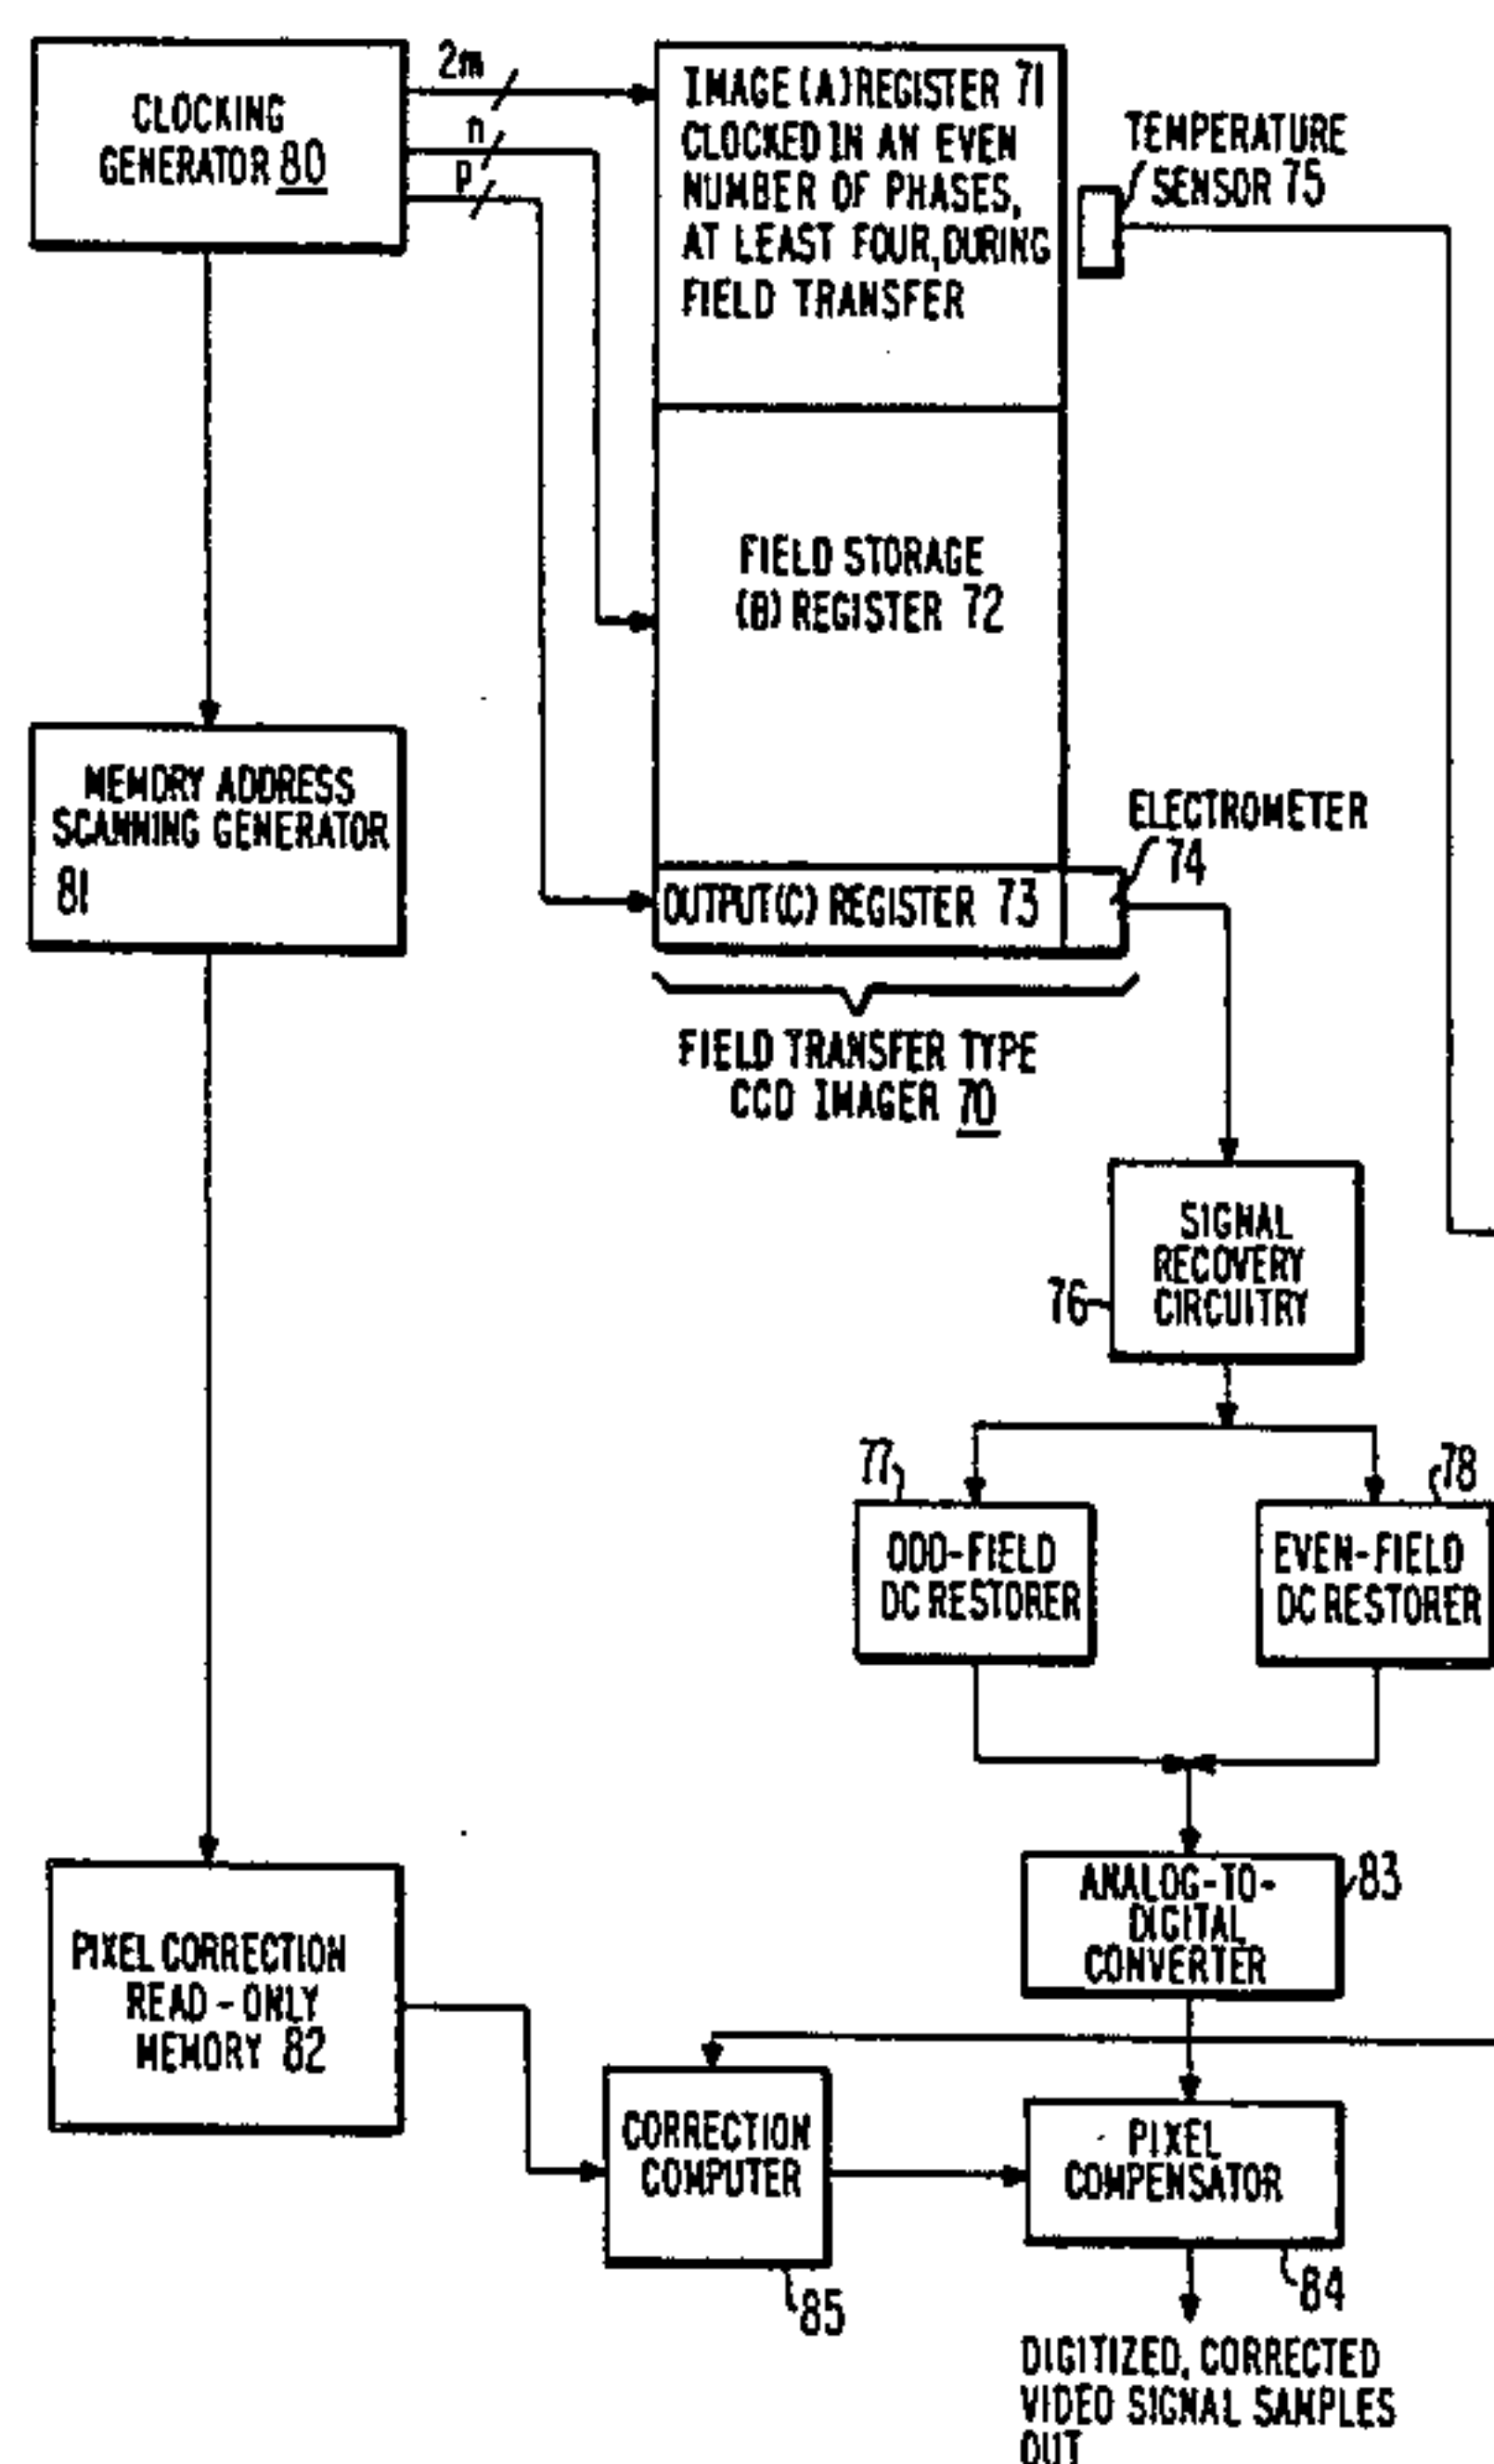 CLOCKING
GENERATOR 80
2m
n
p
IMAGE (A) REGISTER 71
CLOCKED IN AN EVEN
NUMBER OF PHASES,
AT LEAST FOUR, DURING
FIELD TRANSFER
TEMPERATURE
SENSOR 75
FIELD STORAGE
(B) REGISTER 72
MEMORY ADDRESS
SCANNING GENERATOR
81
ELECTROMETER
74
OUTPUT (C) REGISTER 73
FIELD TRANSFER TYPE
CCD IMAGER 70
SIGNAL
RECOVERY
CIRCUITRY
76
77
78
ODD-FIELD
DC RESTORER
EVEN-FIELD
DC RESTORER
ANALOG-TO-
DIGITAL
CONVERTER
83
PIXEL CORRECTION
READ-ONLY
MEMORY 82
CORRECTION
COMPUTER
85
PIXEL
COMPENSATOR
84
DIGITIZED, CORRECTED
VIDEO SIGNAL SAMPLES
OUT